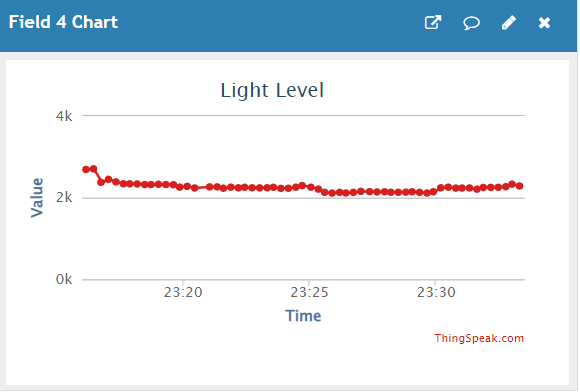 Field 4 Chart
Light Level
4k
2k
0k
Value
23:20 23:25 23:30
Time
ThingSpeak.com